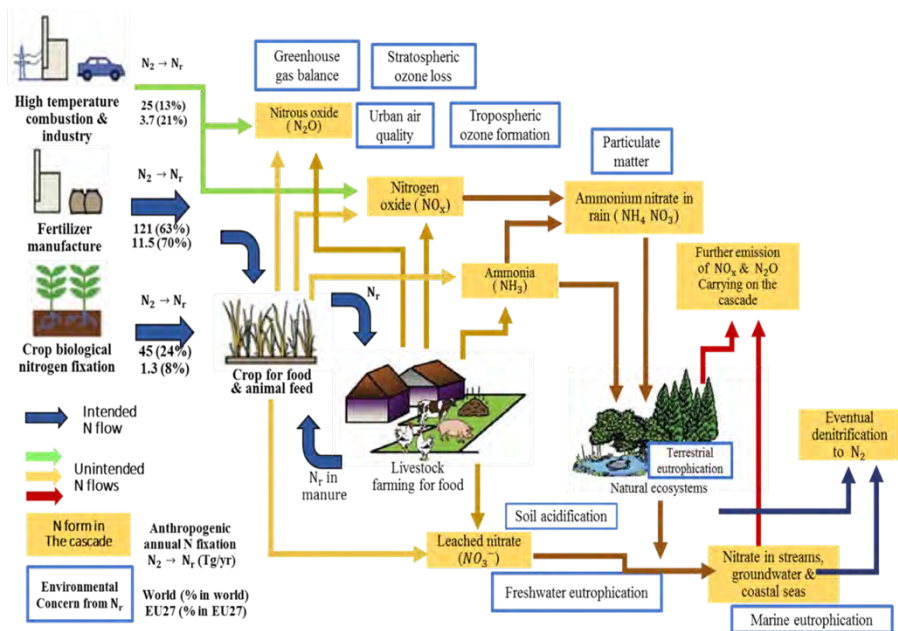 N₂ → Nᵣ
High temperature
combustion &
industry
25 (13%)
3.7 (21%)
N₂ → Nᵣ
Fertilizer
manufacture
121 (63%)
11.5 (70%)
N₂ → Nᵣ
Crop biological
nitrogen fixation
45 (24%)
1.3 (8%)
Intended
N flow
Unintended
N flows
N form in
The cascade
Environmental
Concern from Nᵣ
Anthropogenic
annual N fixation
N₂ → Nᵣ (Tg/yr)
World (% in world)
EU27 (% in EU27)
Greenhouse
gas balance
Stratospheric
ozone loss
Nitrous oxide
(N₂O)
Urban air
quality
Tropospheric
ozone formation
Particulate
matter
Nitrogen
oxide (NOₓ)
Ammonium nitrate in
rain (NH₄ NO₃)
Ammonia
(NH₃)
Further emission
of NOₓ & N₂O
Carrying on the
cascade
Nᵣ
Crop for food
& animal feed
Nᵣ in
manure
Livestock
farming for food
Terrestrial
eutrophication
Natural ecosystems
Eventual
denitrification
to N₂
Soil acidification
Leached nitrate
(NO₃⁻)
Freshwater eutrophication
Nitrate in streams,
groundwater &
coastal seas
Marine eutrophication